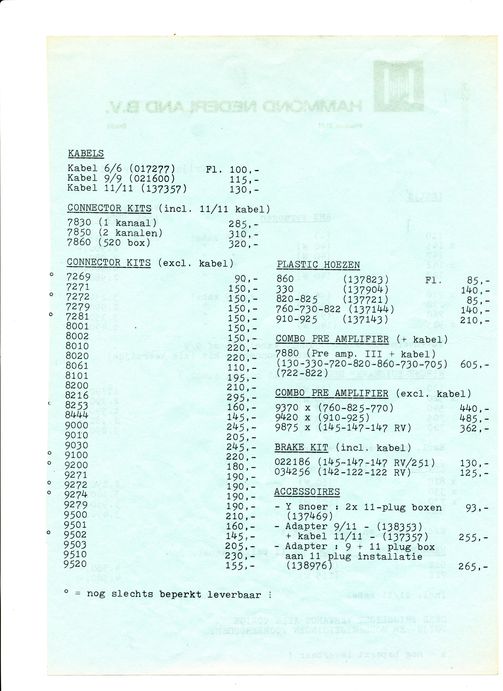 HAMMOND NEDERLAND B.V.
KABELS
Kabel 6/6 (017277) Fl. 100,-
Kabel 9/9 (021600) 115,-
Kabel 11/11 (137357) 130,-
CONNECTOR KITS (incl. 11/11 kabel)
7830 (1 kanaal) 285,-
7850 (2 kanalen) 310,-
7860 (520 box) 320,-
CONNECTOR KITS (excl. kabel)
° 7269 90,-
7271 150,-
° 7272 150,-
7279 150,-
° 7281 150,-
8001 150,-
8002 150,-
8010 220,-
8020 220,-
8061 110,-
8101 195,-
8200 210,-
8216 295,-
° 8253 160,-
8444 145,-
9000 245,-
9010 205,-
9030 245,-
° 9100 220,-
° 9200 180,-
9271 190,-
° 9272 190,-
° 9274 190,-
9279 190,-
9500 210,-
9501 160,-
° 9502 145,-
9503 205,-
9510 230,-
9520 155,-
PLASTIC HOEZEN
860 (137823) Fl. 85,-
330 (137904) 140,-
820-825 (137721) 85,-
760-730-822 (137144) 140,-
910-925 (137143) 210,-
COMBO PRE AMPLIFIER (+ kabel)
7880 (Pre amp. III + kabel)
(130-330-720-820-860-730-705) 605,-
(722-822)
COMBO PRE AMPLIFIER (excl. kabel)
9370 x (760-825-770) 440,-
9420 x (910-925) 485,-
9875 x (145-147-147 RV) 362,-
BRAKE KIT (incl. kabel)
022186 (145-147-147 RV/251) 130,-
034256 (142-122-122 RV) 125,-
ACCESSOIRES
- Y snoer : 2x 11-plug boxen 93,-
(137469)
- Adapter 9/11 - (138353)
+ kabel 11/11 - (137357) 255,-
- Adapter : 9 + 11 plug box
aan 11 plug installatie
(138976) 265,-
° = nog slechts beperkt leverbaar !